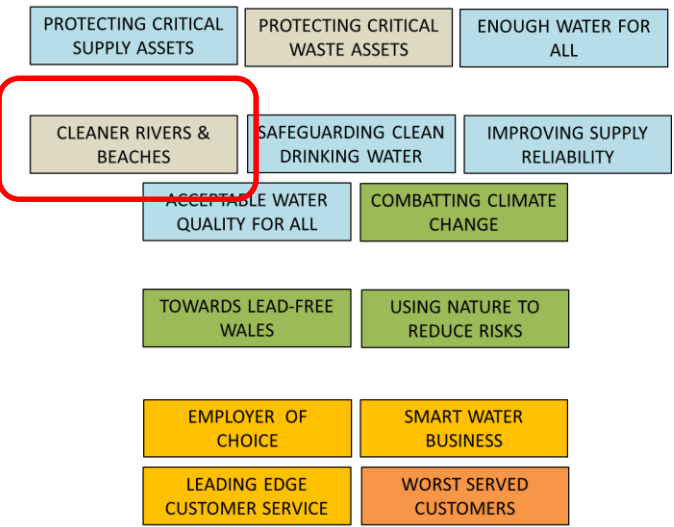 PROTECTING CRITICAL
SUPPLY ASSETS
PROTECTING CRITICAL
WASTE ASSETS
ENOUGH WATER FOR
ALL
CLEANER RIVERS &
BEACHES
SAFEGUARDING CLEAN
DRINKING WATER
IMPROVING SUPPLY
RELIABILITY
ACCEPTABLE WATER
QUALITY FOR ALL
COMBATTING CLIMATE
CHANGE
TOWARDS LEAD-FREE
WALES
USING NATURE TO
REDUCE RISKS
EMPLOYER OF
CHOICE
SMART WATER
BUSINESS
LEADING EDGE
CUSTOMER SERVICE
WORST SERVED
CUSTOMERS